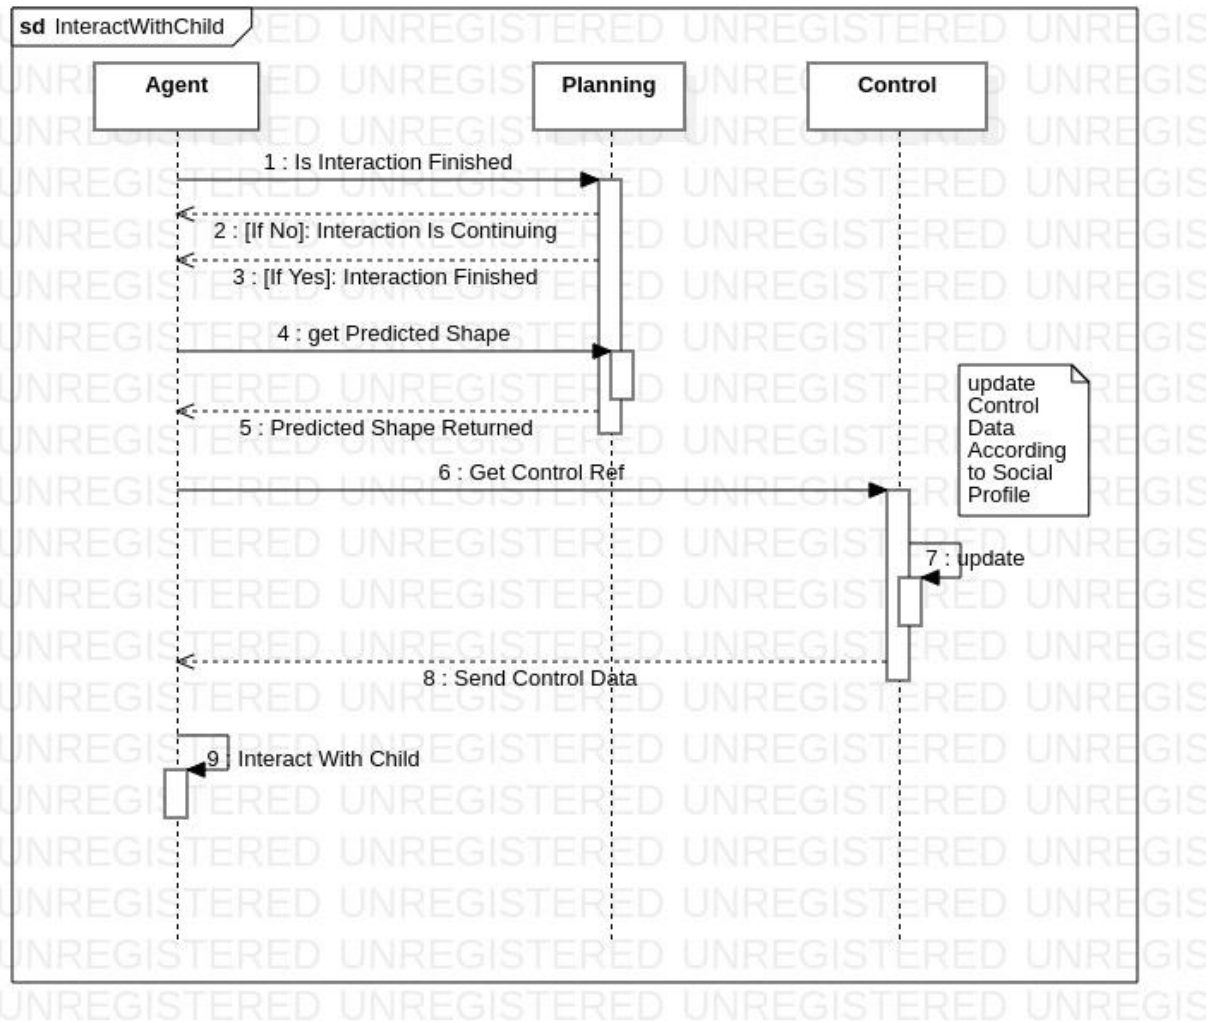 sd InteractWithChild
Agent
Planning
Control
1 : Is Interaction Finished
2 : [If No]: Interaction Is Continuing
3 : [If Yes]: Interaction Finished
4 : get Predicted Shape
5 : Predicted Shape Returned
update
Control
Data
According
to Social
Profile
6 : Get Control Ref
7 : update
8 : Send Control Data
9 : Interact With Child
UNREGISTERED